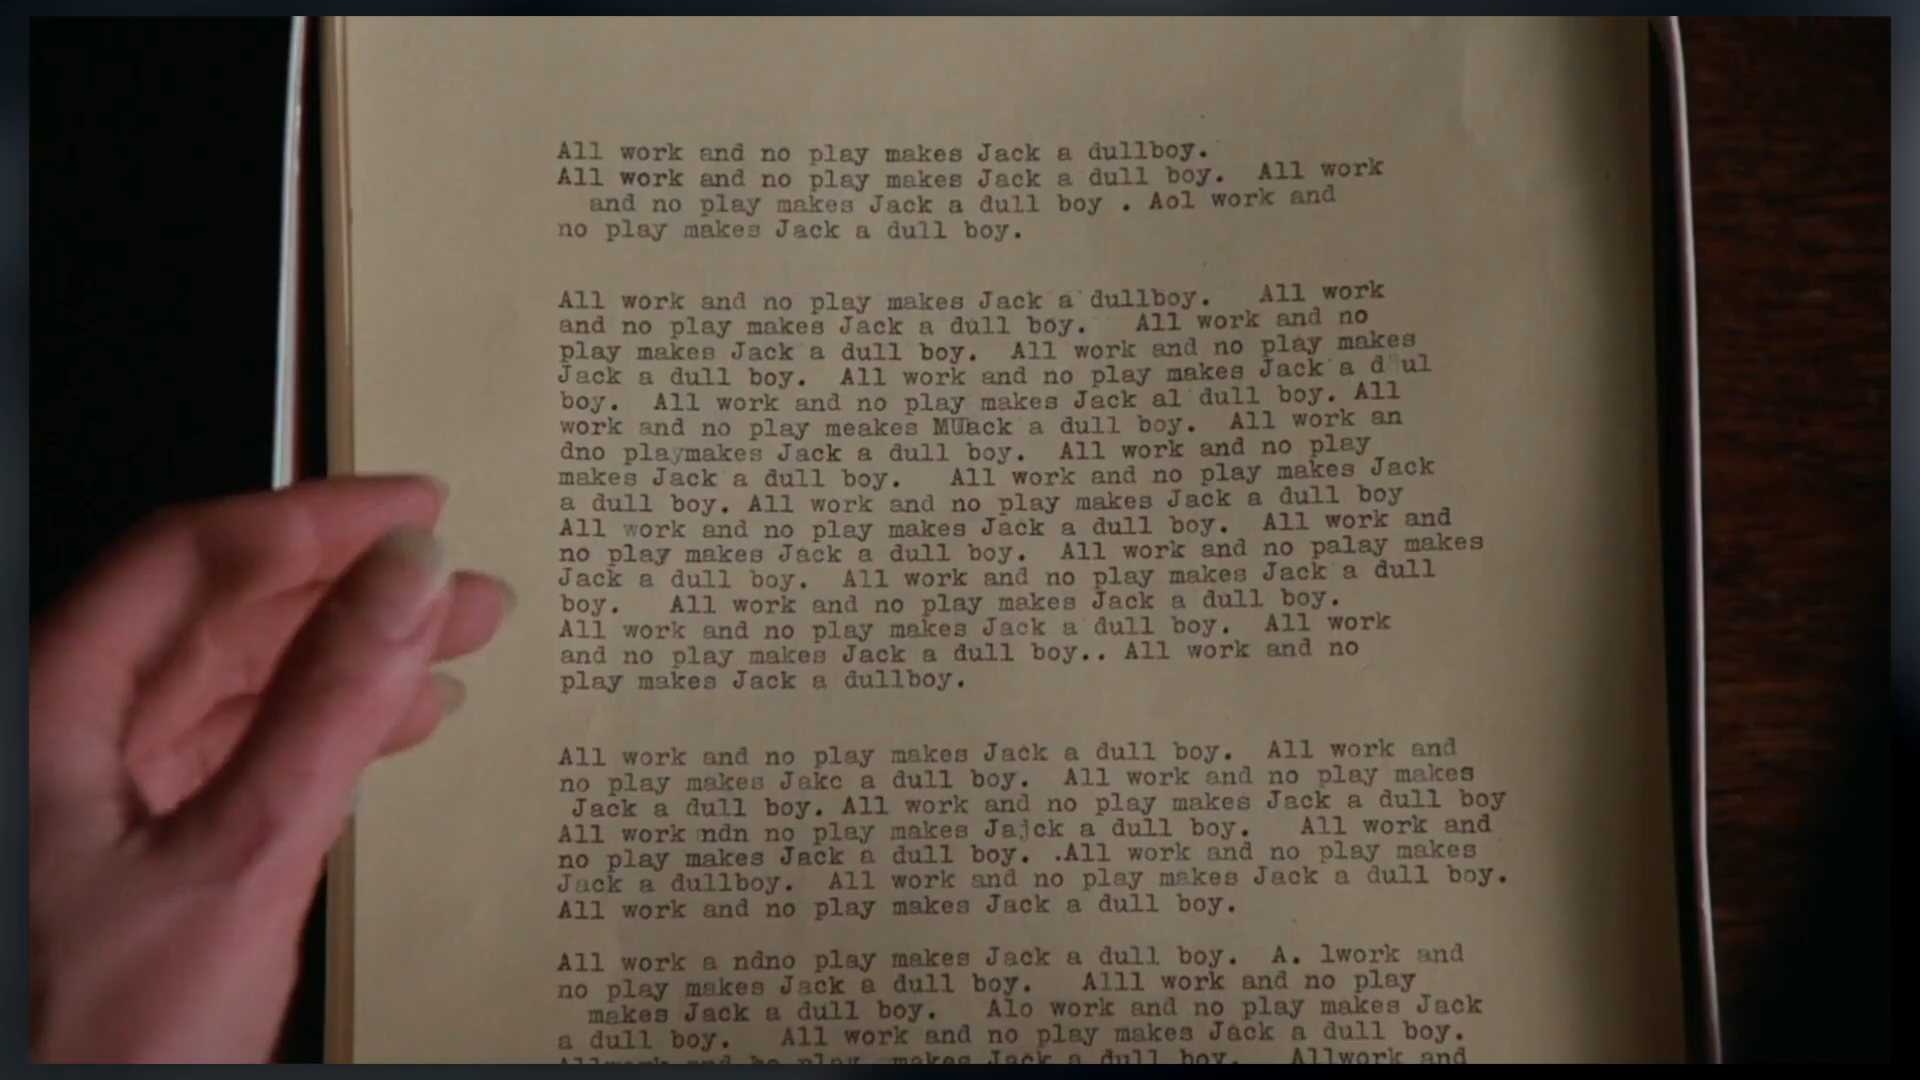 All work and no play makes Jack a dullboy.
All work and no play makes Jack a dull boy. All work
and no play makes Jack a dull boy . Aol work and
no play makes Jack a dull boy.
All work and no play makes Jack a dullboy. All work
and no play makes Jack a dull boy. All work and no
play makes Jack a dull boy. All work and no play makes
Jack a dull boy. All work and no play makes Jack a d ul
boy. All work and no play makes Jack al dull boy. All
work and no play meakes MUack a dull boy. All work an
dno playmakes Jack a dull boy. All work and no play
makes Jack a dull boy. All work and no play makes Jack
a dull boy. All work and no play makes Jack a dull boy
All work and no play makes Jack a dull boy. All work and
no play makes Jack a dull boy. All work and no palay makes
Jack a dull boy. All work and no play makes Jack a dull
boy. All work and no play makes Jack a dull boy.
All work and no play makes Jack a dull boy. All work
and no play makes Jack a dull boy.. All work and no
play makes Jack a dullboy.
All work and no play makes Jack a dull boy. All work and
no play makes Jakc a dull boy. All work and no play makes
Jack a dull boy. All work and no play makes Jack a dull boy
All work ndn no play makes Jajck a dull boy. All work and
no play makes Jack a dull boy. .All work and no play makes
Jack a dullboy. All work and no play makes Jack a dull boy.
All work and no play makes Jack a dull boy.
All work a ndno play makes Jack a dull boy. A. lwork and
no play makes Jack a dull boy. Alll work and no play
makes Jack a dull boy. Alo work and no play makes Jack
a dull boy. All work and no play makes Jack a dull boy.
play makes Jack a dull boy. Allwork and